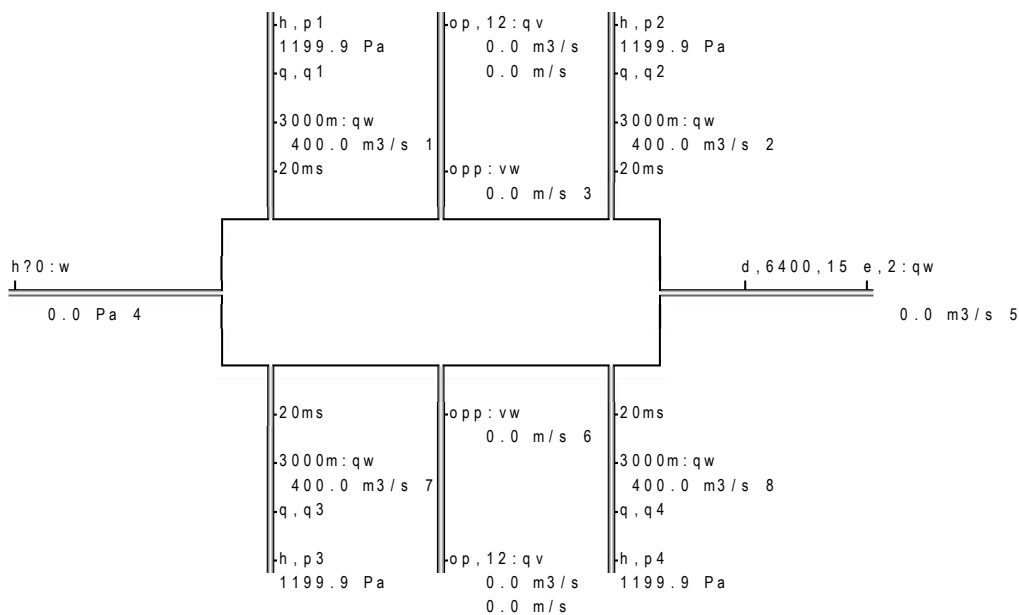 h,p1 op,12:qv h,p2
1199.9 Pa 0.0 m3/s 1199.9 Pa
q,q1 0.0 m/s q,q2
3000m:qw 3000m:qw
400.0 m3/s 1 400.0 m3/s 2
20ms opp:vw 20ms
0.0 m/s 3
h?0:w d,6400,15 e,2:qw
0.0 Pa 4 0.0 m3/s 5
20ms opp:vw 20ms
0.0 m/s 6
3000m:qw 3000m:qw
400.0 m3/s 7 400.0 m3/s 8
q,q3 q,q4
h,p3 op,12:qv h,p4
1199.9 Pa 0.0 m3/s 1199.9 Pa
0.0 m/s